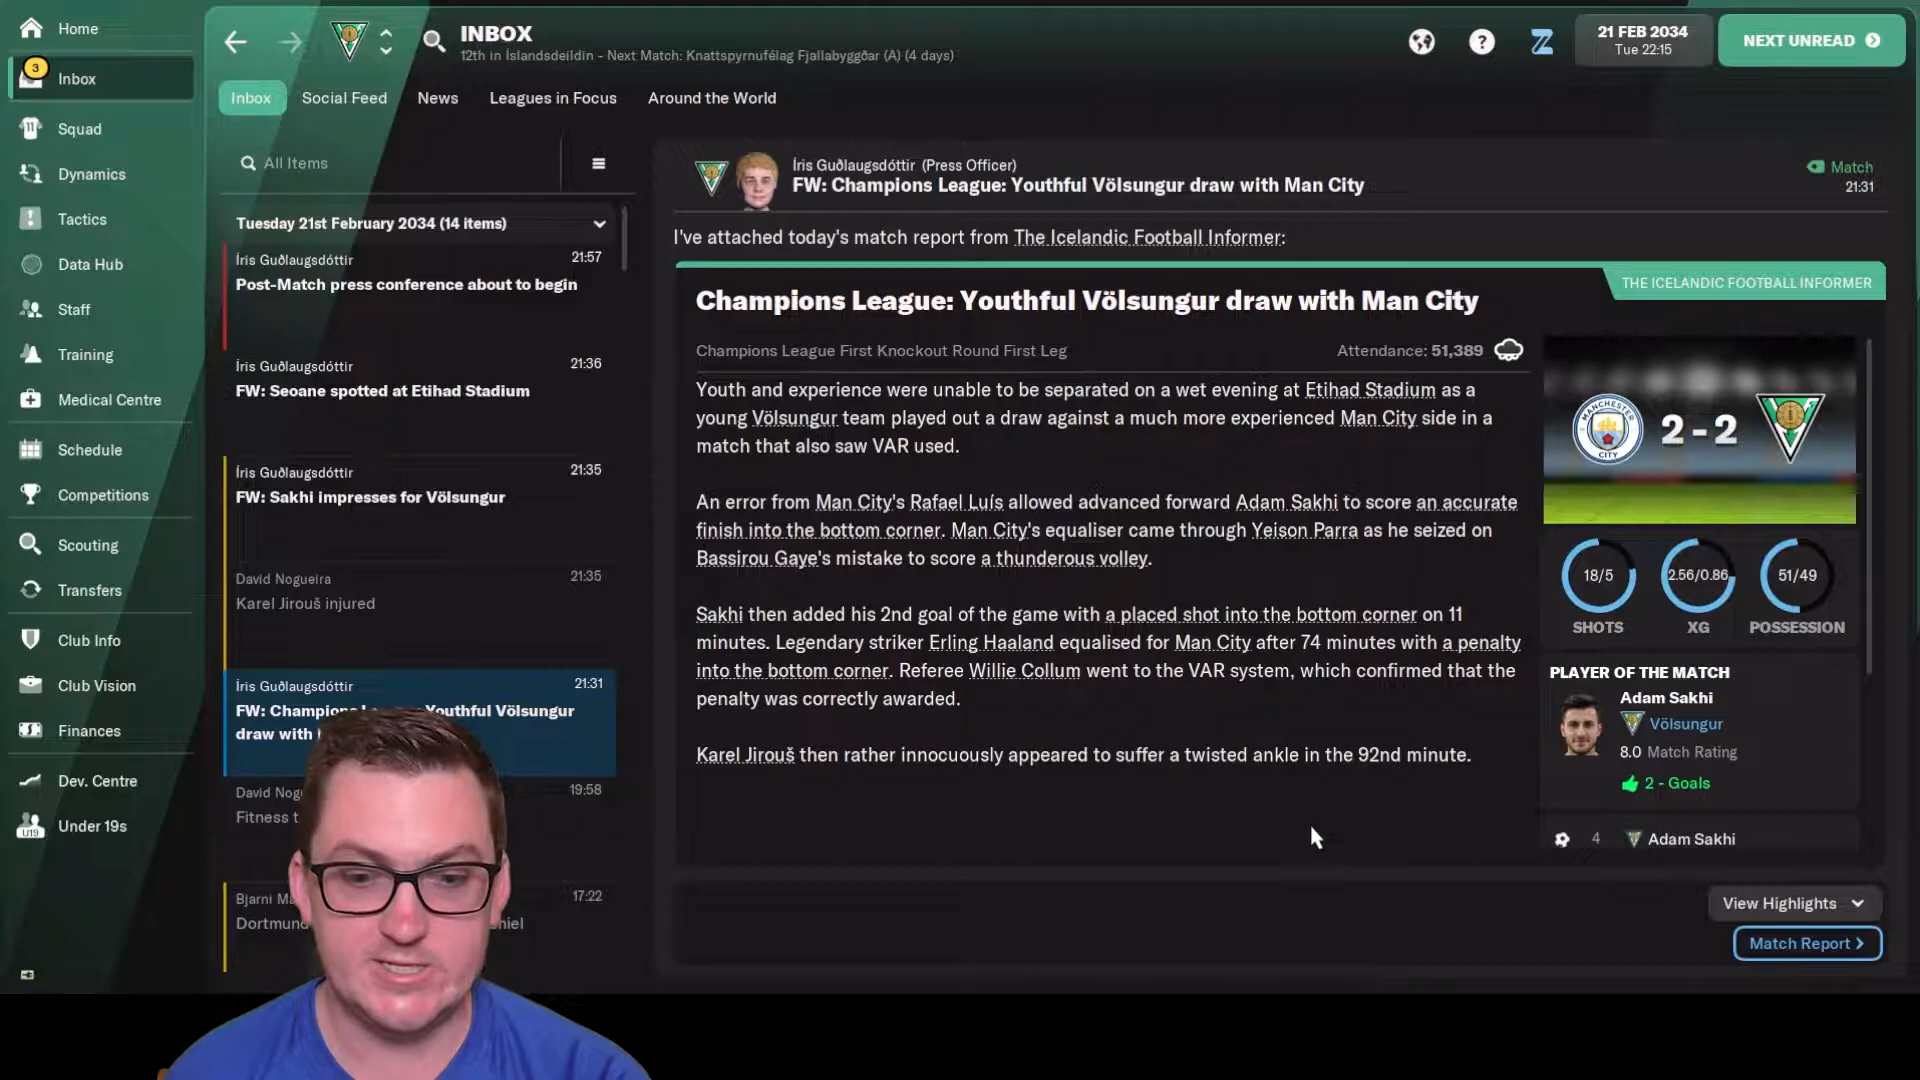 Home
3
Inbox
Squad
Dynamics
Tactics
Data Hub
Staff
Training
Medical Centre
Schedule
Competitions
Scouting
Transfers
Club Info
Club Vision
Finances
Dev. Centre
U19
Under 19s
INBOX
12th in Íslandsdeildin - Next Match: Knattspyrnufélag Fjallabyggðar (A) (4 days)
21 FEB 2034
Tue 22:15
NEXT UNREAD
Inbox Social Feed News Leagues in Focus Around the World
All Items
Tuesday 21st February 2034 (14 items)
Íris Guðlaugsdóttir 21:57
Post-Match press conference about to begin
Íris Guðlaugsdóttir 21:36
FW: Seoane spotted at Etihad Stadium
Íris Guðlaugsdóttir 21:35
FW: Sakhi impresses for Völsungur
David Nogueira 21:35
Karel Jirouš injured
Íris Guðlaugsdóttir 21:31
FW: Champions Youthful Völsungur
draw with
David 19:58
Fitness
Bjarni 17:22
Dortmund
Íris Guðlaugsdóttir (Press Officer)
FW: Champions League: Youthful Völsungur draw with Man City
Match
21:31
I've attached today's match report from The Icelandic Football Informer:
THE ICELANDIC FOOTBALL INFORMER
Champions League: Youthful Völsungur draw with Man City
Champions League First Knockout Round First Leg Attendance: 51,389
Youth and experience were unable to be separated on a wet evening at Etihad Stadium as a
young Völsungur team played out a draw against a much more experienced Man City side in a
match that also saw VAR used.
An error from Man City's Rafael Luís allowed advanced forward Adam Sakhi to score an accurate
finish into the bottom corner. Man City's equaliser came through Yeison Parra as he seized on
Bassirou Gaye's mistake to score a thunderous volley.
Sakhi then added his 2nd goal of the game with a placed shot into the bottom corner on 11
minutes. Legendary striker Erling Haaland equalised for Man City after 74 minutes with a penalty
into the bottom corner. Referee Willie Collum went to the VAR system, which confirmed that the
penalty was correctly awarded.
Karel Jirouš then rather innocuously appeared to suffer a twisted ankle in the 92nd minute.
MANCHESTER
CITY
2 - 2
18/5 2.56/0.86 51/49
SHOTS XG POSSESSION
PLAYER OF THE MATCH
Adam Sakhi
Völsungur
8.0 Match Rating
2 - Goals
4 Adam Sakhi
View Highlights
Match Report